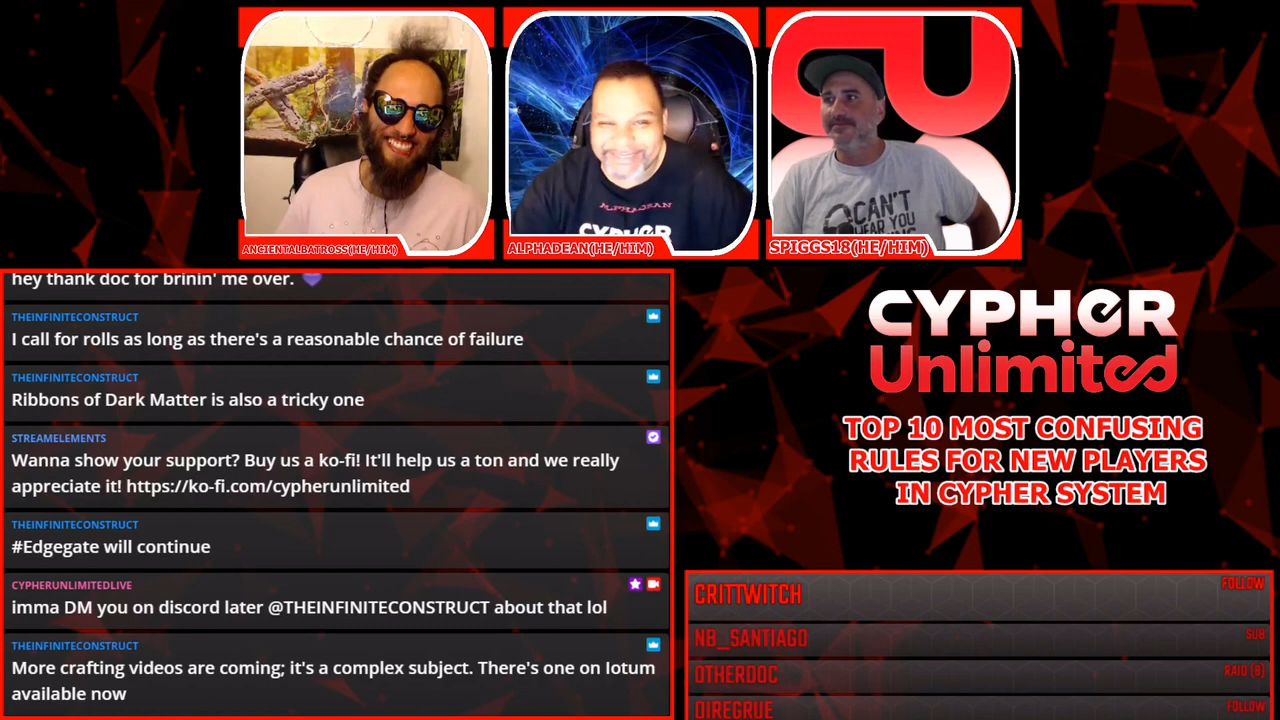 ANCIENTALBATROSS(HE/HIM)
ALPHADEAN
CYPHER
ALPHADEAN(HE/HIM)
CAN'T
HEAR YOU
SPIGGS18(HE/HIM)
hey thank doc for brinin' me over. 💜
THEINFINITECONSTRUCT
I call for rolls as long as there's a reasonable chance of failure
THEINFINITECONSTRUCT
Ribbons of Dark Matter is also a tricky one
STREAMELEMENTS
Wanna show your support? Buy us a ko-fi! It'll help us a ton and we really
appreciate it! https://ko-fi.com/cypherunlimited
THEINFINITECONSTRUCT
#Edgegate will continue
CYPHERUNLIMITEDLIVE
imma DM you on discord later @THEINFINITECONSTRUCT about that lol
THEINFINITECONSTRUCT
More crafting videos are coming; it's a complex subject. There's one on Iotum
available now
CYPHER
Unlimited
TOP 10 MOST CONFUSING
RULES FOR NEW PLAYERS
IN CYPHER SYSTEM
CRITTWITCH FOLLOW
NB_SANTIAGO SUB
OTHERDOC RAID (8)
DIREGRUE FOLLOW